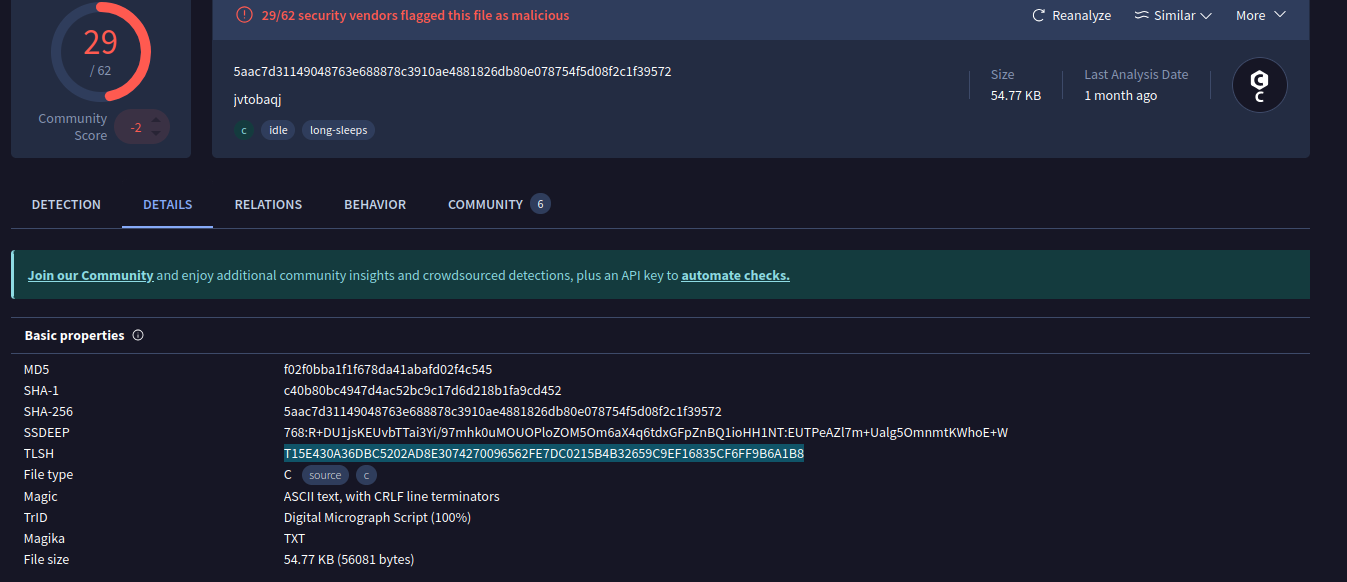 29
/ 62
Community
Score
-2
29/62 security vendors flagged this file as malicious
Reanalyze
Similar
More
5aac7d31149048763e688878c3910ae4881826db80e078754f5d08f2c1f39572
jvtobaqj
c idle long-sleeps
Size
54.77 KB
Last Analysis Date
1 month ago
C
DETECTION DETAILS RELATIONS BEHAVIOR COMMUNITY 6
Join our Community and enjoy additional community insights and crowdsourced detections, plus an API key to automate checks.
Basic properties
MD5 f02f0bba1f1f678da41abafd02f4c545
SHA-1 c40b80bc4947d4ac52bc9c17d6d218b1fa9cd452
SHA-256 5aac7d31149048763e688878c3910ae4881826db80e078754f5d08f2c1f39572
SSDEEP 768:R+DU1jsKEUvbTTai3Yi/97mhk0uMOUOPloZOM5Om6aX4q6tdxGFpZnBQ1ioHH1NT:EUTPeAZl7m+Ualg5OmnmtKWhoE+W
TLSH T15E430A36DBC5202AD8E3074270096562FE7DC0215B4B32659C9EF16835CF6FF9B6A1B8
File type C source c
Magic ASCII text, with CRLF line terminators
TrID Digital Micrograph Script (100%)
Magika TXT
File size 54.77 KB (56081 bytes)